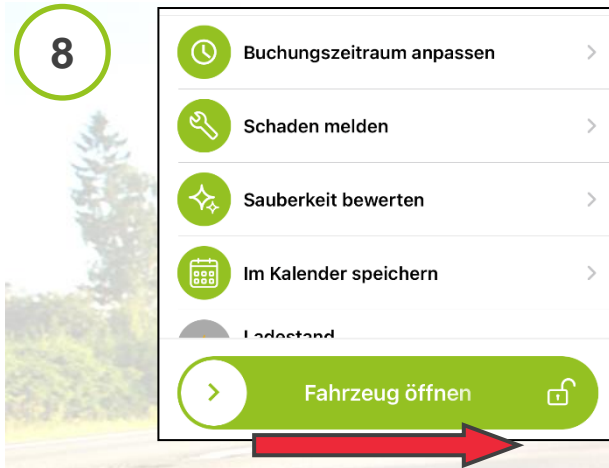 8
Buchungszeitraum anpassen
Schaden melden
Sauberkeit bewerten
Im Kalender speichern
Ladestand
Fahrzeug öffnen